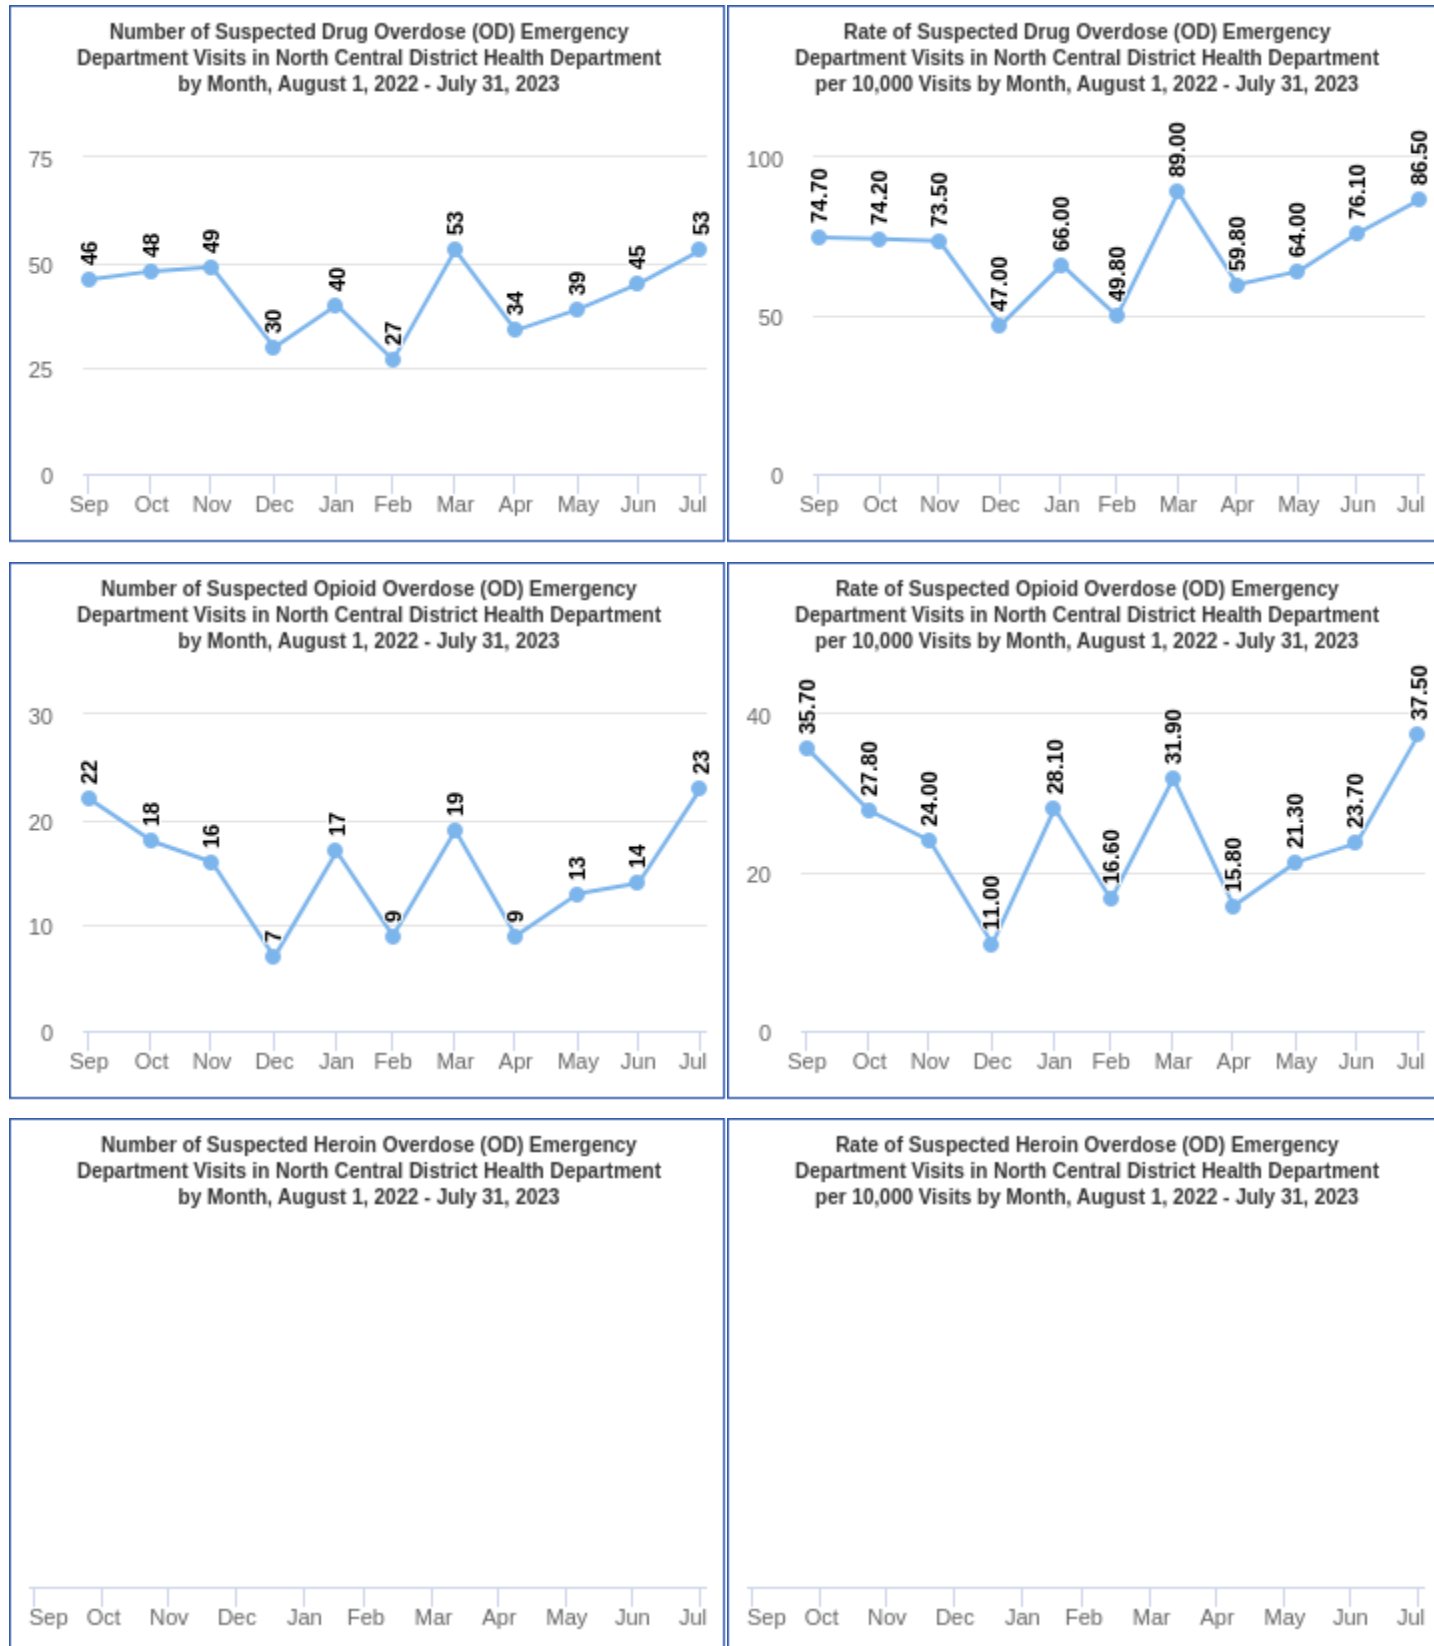 Number of Suspected Drug Overdose (OD) Emergency
Department Visits in North Central District Health Department
by Month, August 1, 2022 - July 31, 2023
75
50
25
0
46
48
49
30
40
27
53
34
39
45
53
Sep Oct Nov Dec Jan Feb Mar Apr May Jun Jul
Rate of Suspected Drug Overdose (OD) Emergency
Department Visits in North Central District Health Department
per 10,000 Visits by Month, August 1, 2022 - July 31, 2023
100
50
0
74.70
74.20
73.50
47.00
66.00
49.80
89.00
59.80
64.00
76.10
86.50
Sep Oct Nov Dec Jan Feb Mar Apr May Jun Jul
Number of Suspected Opioid Overdose (OD) Emergency
Department Visits in North Central District Health Department
by Month, August 1, 2022 - July 31, 2023
30
20
10
0
22
18
16
7
17
9
19
9
13
14
23
Sep Oct Nov Dec Jan Feb Mar Apr May Jun Jul
Rate of Suspected Opioid Overdose (OD) Emergency
Department Visits in North Central District Health Department
per 10,000 Visits by Month, August 1, 2022 - July 31, 2023
40
20
0
35.70
27.80
24.00
11.00
28.10
16.60
31.90
15.80
21.30
23.70
37.50
Sep Oct Nov Dec Jan Feb Mar Apr May Jun Jul
Number of Suspected Heroin Overdose (OD) Emergency
Department Visits in North Central District Health Department
by Month, August 1, 2022 - July 31, 2023
Sep Oct Nov Dec Jan Feb Mar Apr May Jun Jul
Rate of Suspected Heroin Overdose (OD) Emergency
Department Visits in North Central District Health Department
per 10,000 Visits by Month, August 1, 2022 - July 31, 2023
Sep Oct Nov Dec Jan Feb Mar Apr May Jun Jul